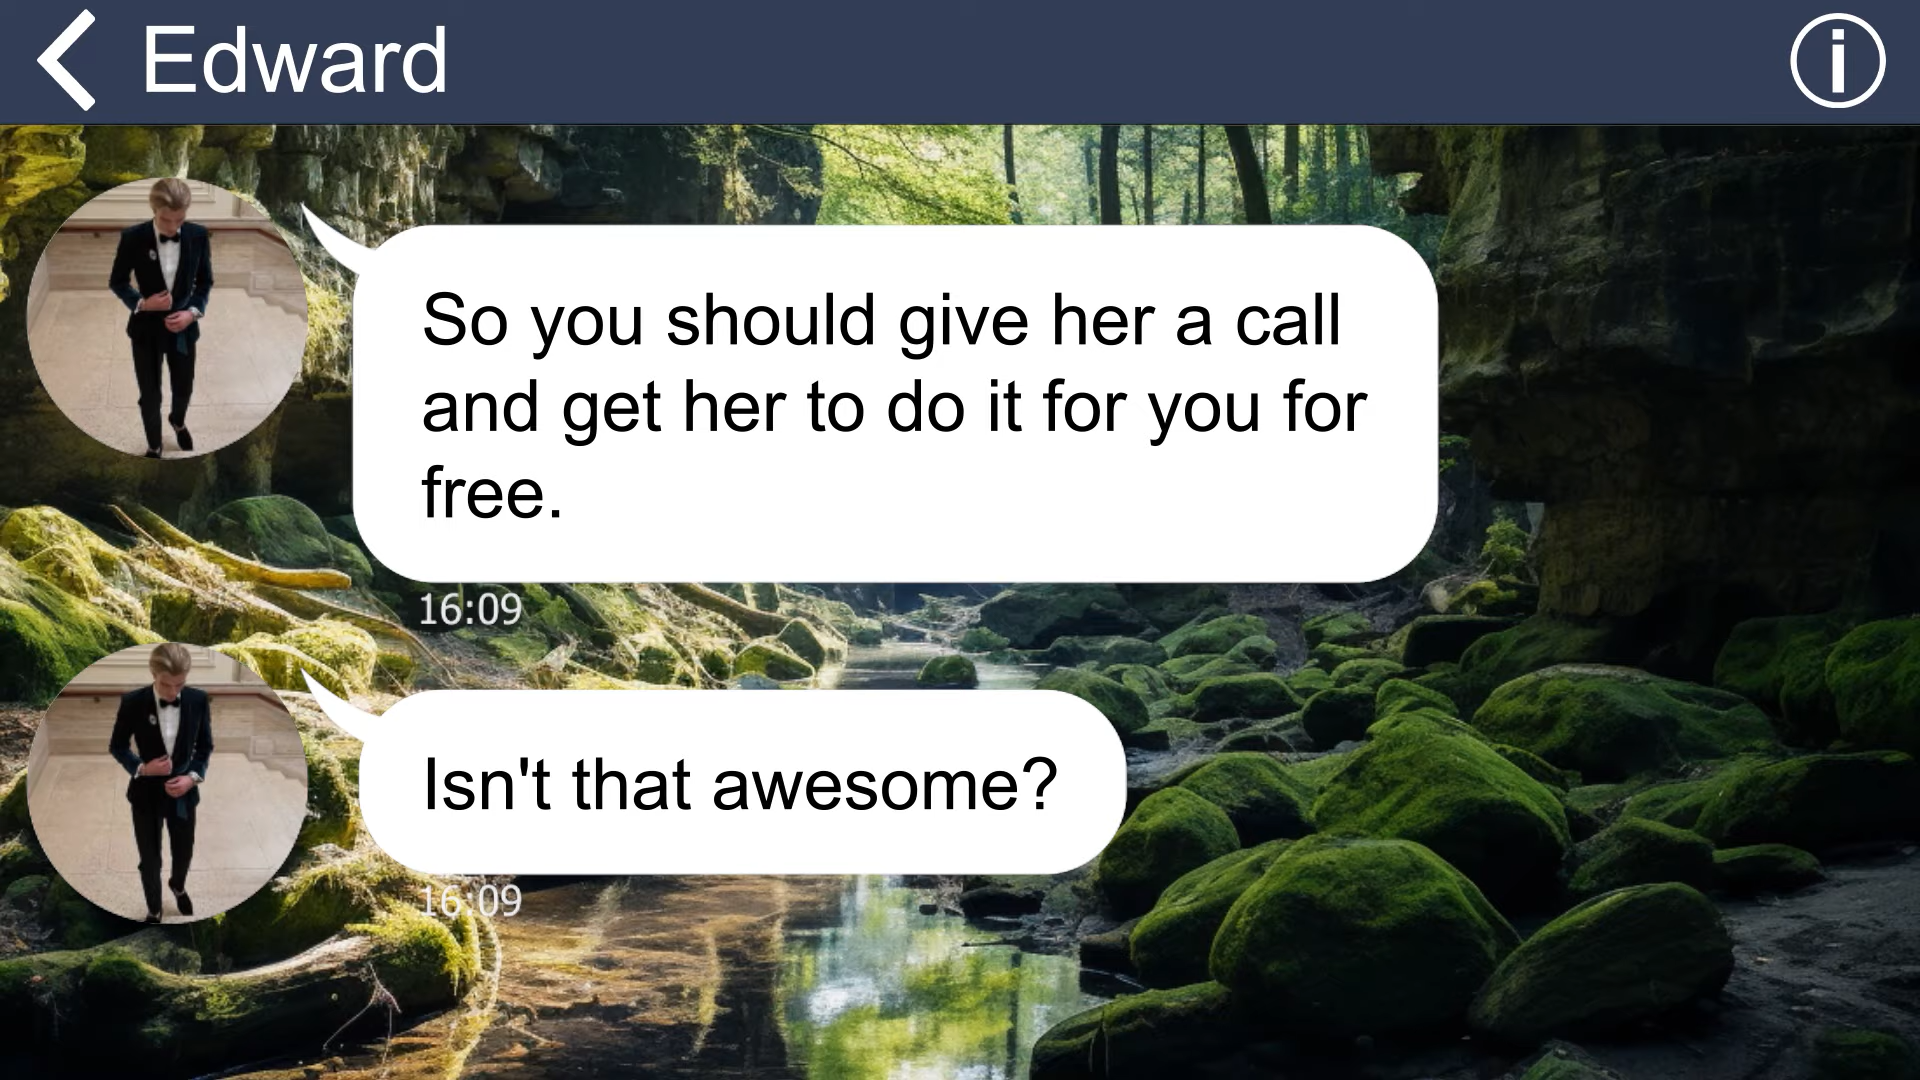 Edward
So you should give her a call
and get her to do it for you for
free.
16:09
Isn't that awesome?
16:09